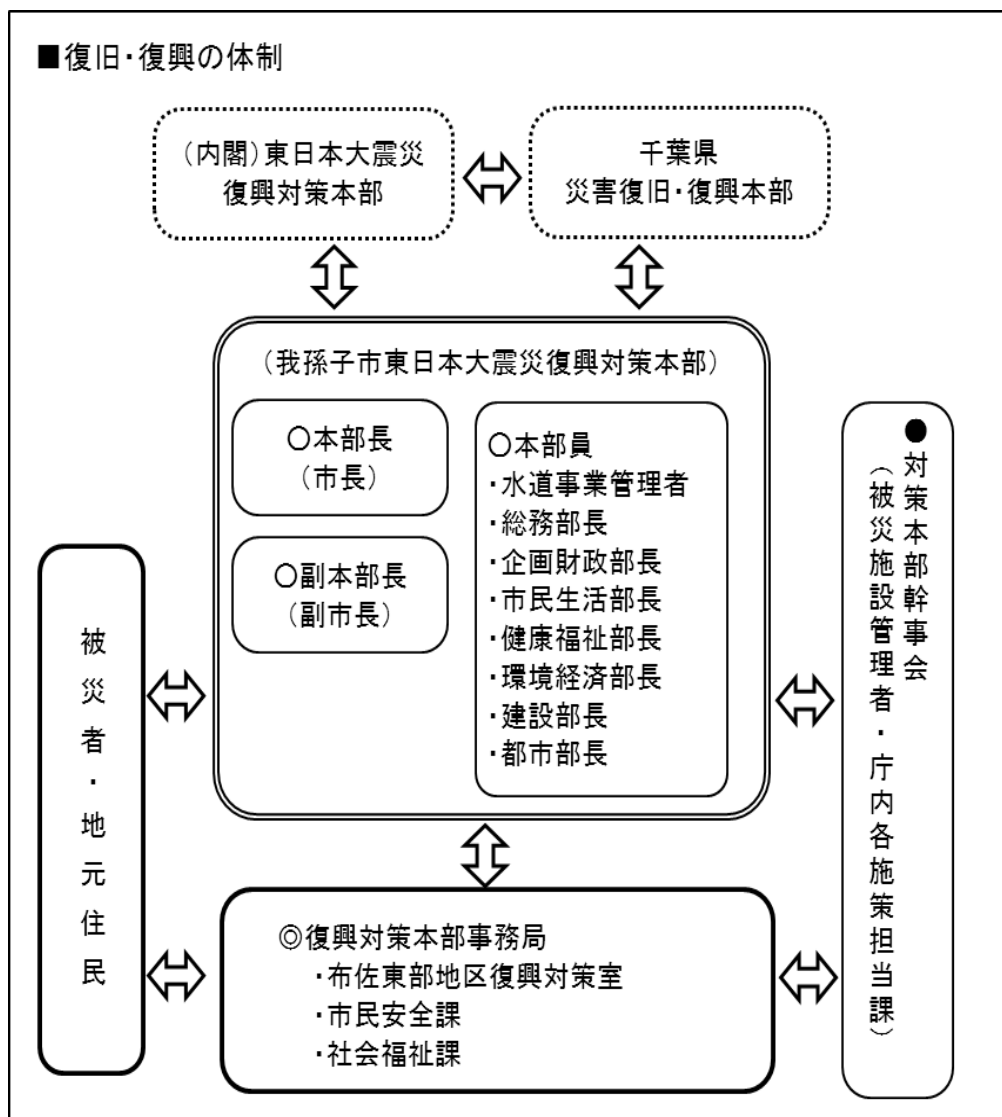 ■復旧・復興の体制
(内閣)東日本大震災
復興対策本部
千葉県
災害復旧・復興本部
(我孫子市東日本大震災復興対策本部)
○本部長
(市長)
○副本部長
(副市長)
○本部員
・水道事業管理者
・総務部長
・企画財政部長
・市民生活部長
・健康福祉部長
・環境経済部長
・建設部長
・都市部長
被災者・地元住民
●対策本部幹事会
(被災施設管理者・庁内各施策担当課)
◎復興対策本部事務局
・布佐東部地区復興対策室
・市民安全課
・社会福祉課